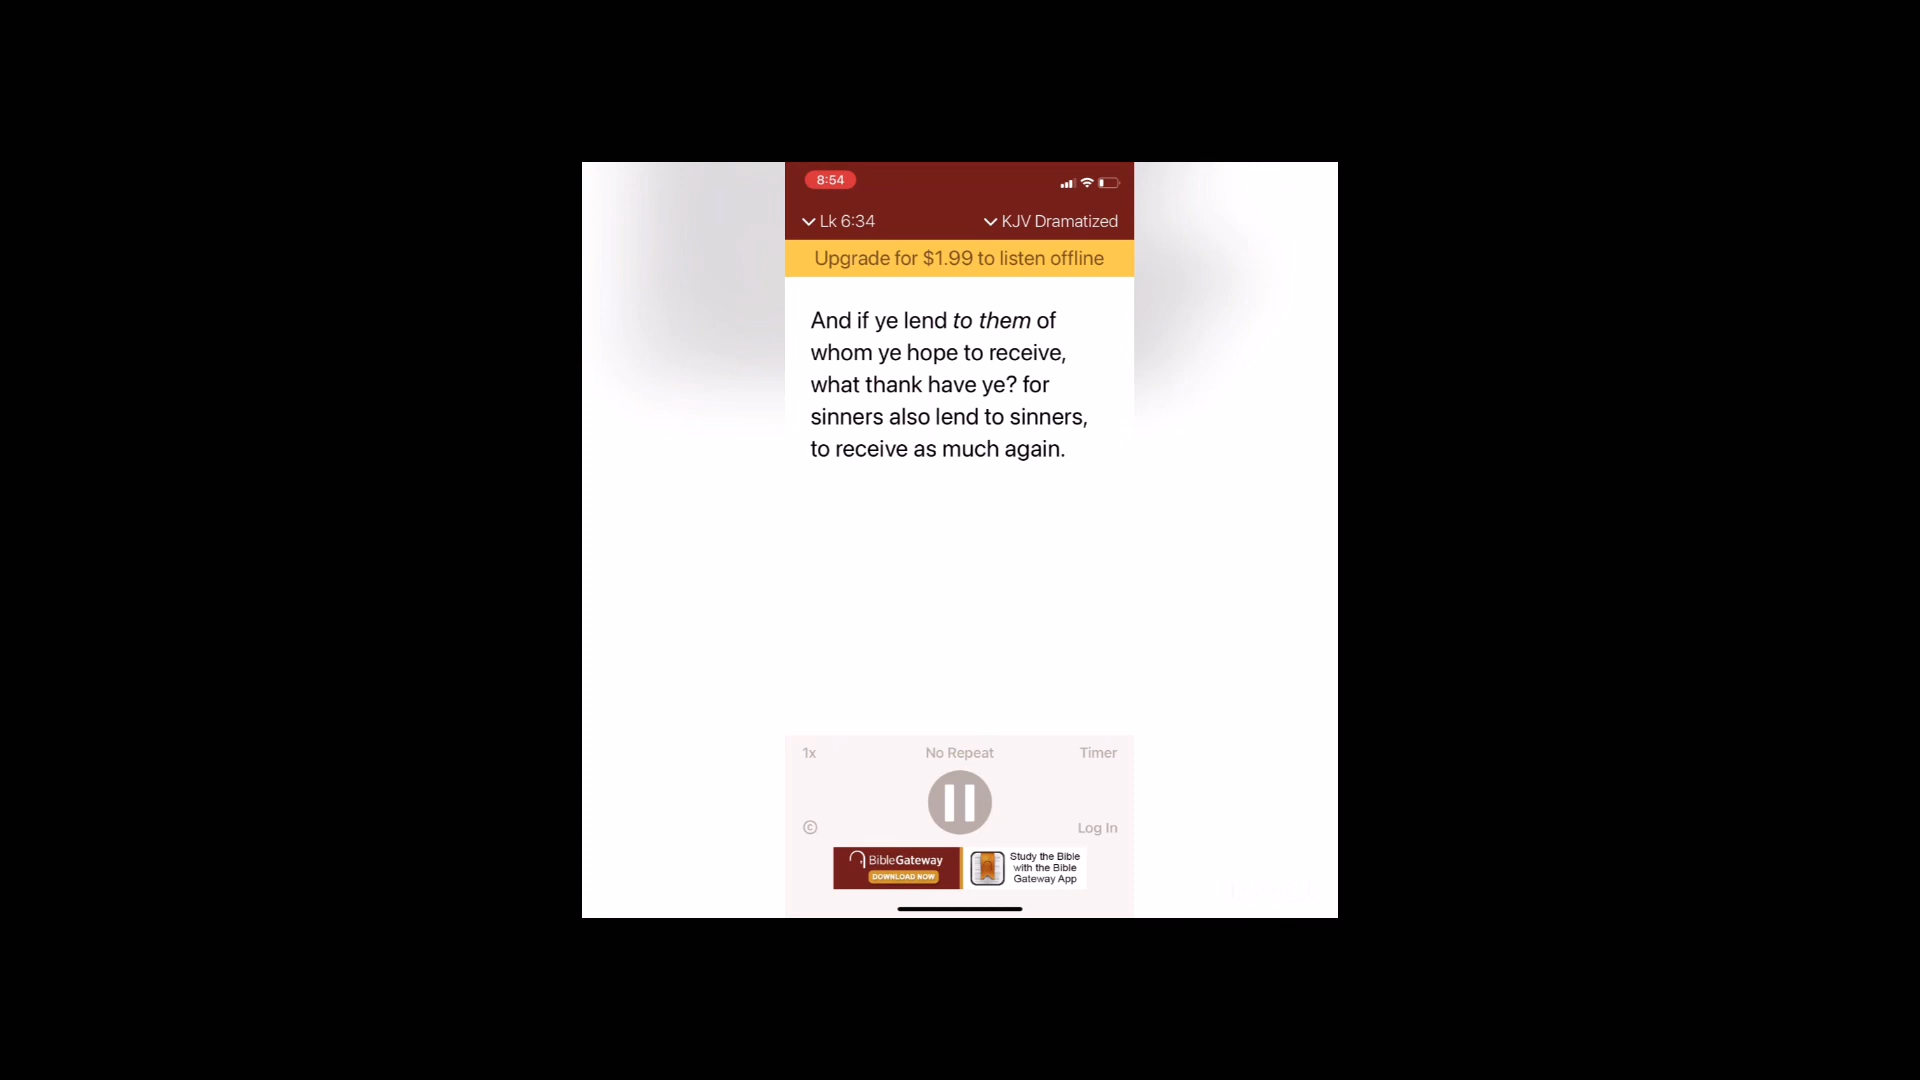 8:54
Lk 6:34
KJV Dramatized
Upgrade for $1.99 to listen offline
And if ye lend to them of
whom ye hope to receive,
what thank have ye? for
sinners also lend to sinners,
to receive as much again.
1x
No Repeat
Timer
©
Log In
BibleGateway
DOWNLOAD NOW
Study the Bible
with the Bible
Gateway App